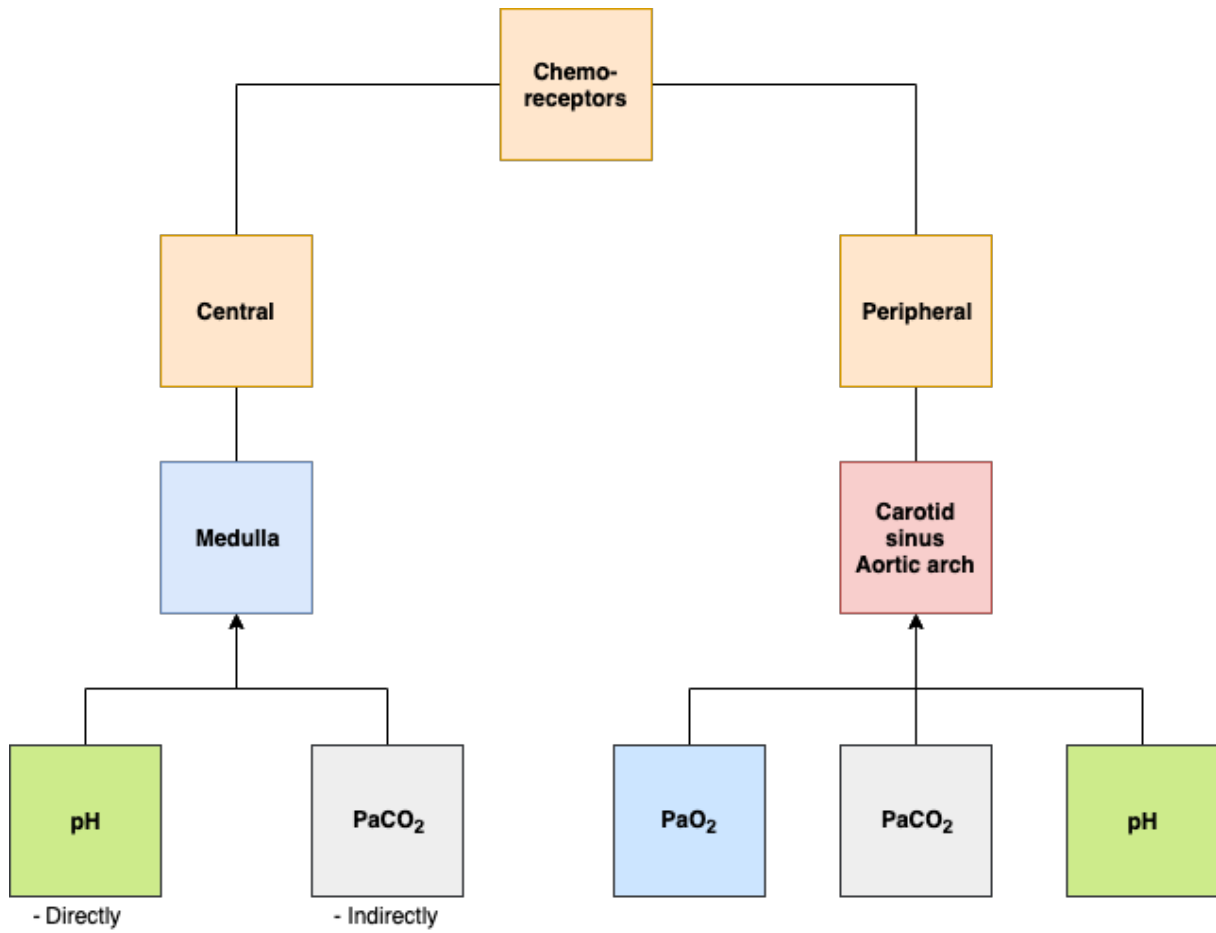 Chemo-
receptors
Central
Peripheral
Medulla
Carotid
sinus
Aortic arch
pH
PaCO₂
PaO₂
PaCO₂
pH
- Directly
- Indirectly